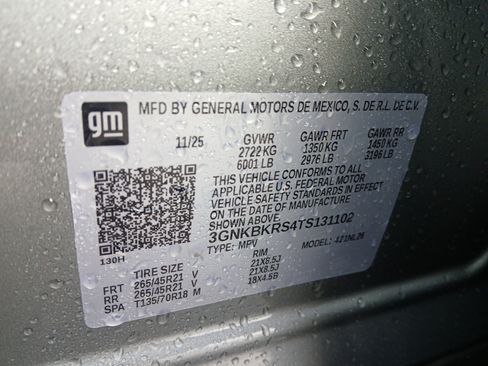 gm
MFD BY GENERAL MOTORS DE MEXICO, S. DE R.L. DE C.V.
11/25 GVWR GAWR FRT GAWR RR
2722 KG 1350 KG 1450 KG
6001 LB 2976 LB 3196 LB
THIS VEHICLE CONFORMS TO ALL
APPLICABLE U.S. FEDERAL MOTOR
VEHICLE SAFETY STANDARDS IN EFFECT
ON THE DATE OF MANUFACTURE
SHOWN ABOVE.
3GNKBKRS4TS131102
TYPE: MPV MODEL: 421NL26
130H
TIRE SIZE RIM
FRT 265/45R21 V 21X8.5J
RR 265/45R21 V 21X8.5J
SPA T135/70R18 M 18X4.5B